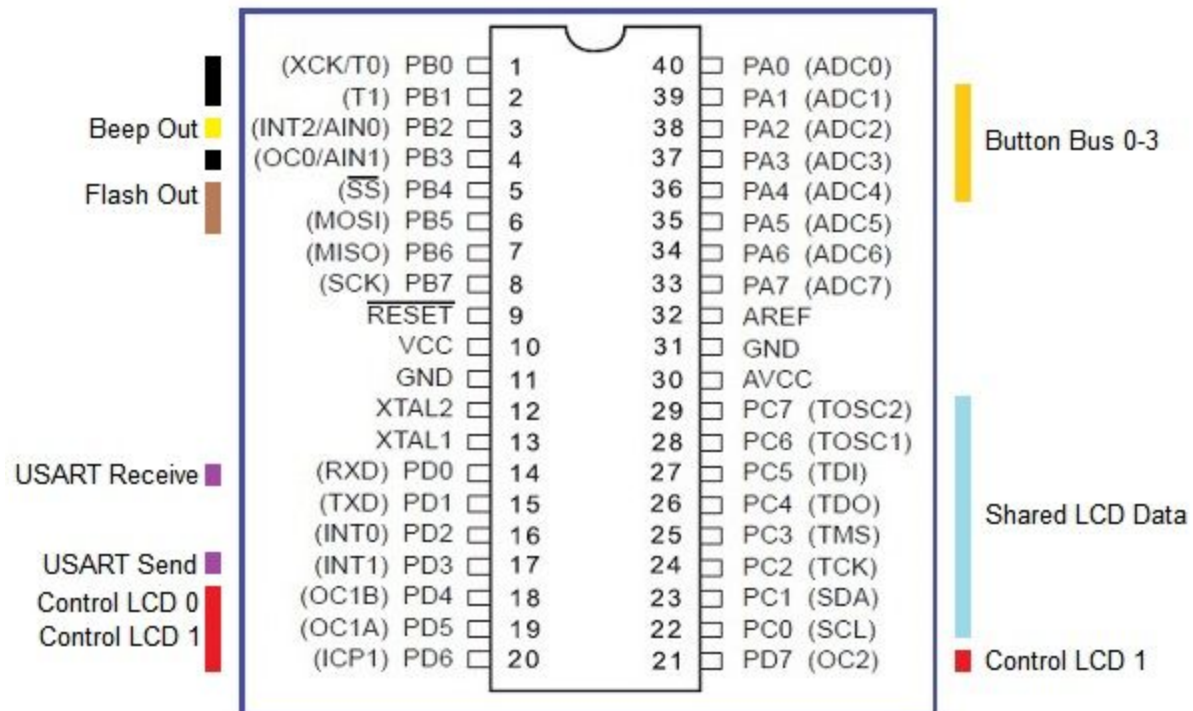 (XCK/T0) PB0 1 40 PA0 (ADC0)
(T1) PB1 2 39 PA1 (ADC1)
Beep Out (INT2/AIN0) PB2 3 38 PA2 (ADC2)
Button Bus 0-3
(OC0/AIN1) PB3 4 37 PA3 (ADC3)
Flash Out (SS) PB4 5 36 PA4 (ADC4)
(MOSI) PB5 6 35 PA5 (ADC5)
(MISO) PB6 7 34 PA6 (ADC6)
(SCK) PB7 8 33 PA7 (ADC7)
RESET 9 32 AREF
VCC 10 31 GND
GND 11 30 AVCC
XTAL2 12 29 PC7 (TOSC2)
XTAL1 13 28 PC6 (TOSC1)
USART Receive (RXD) PD0 14 27 PC5 (TDI)
(TXD) PD1 15 26 PC4 (TDO)
Shared LCD Data
(INT0) PD2 16 25 PC3 (TMS)
USART Send (INT1) PD3 17 24 PC2 (TCK)
Control LCD 0 (OC1B) PD4 18 23 PC1 (SDA)
Control LCD 1 (OC1A) PD5 19 22 PC0 (SCL)
(ICP1) PD6 20 21 PD7 (OC2) Control LCD 1